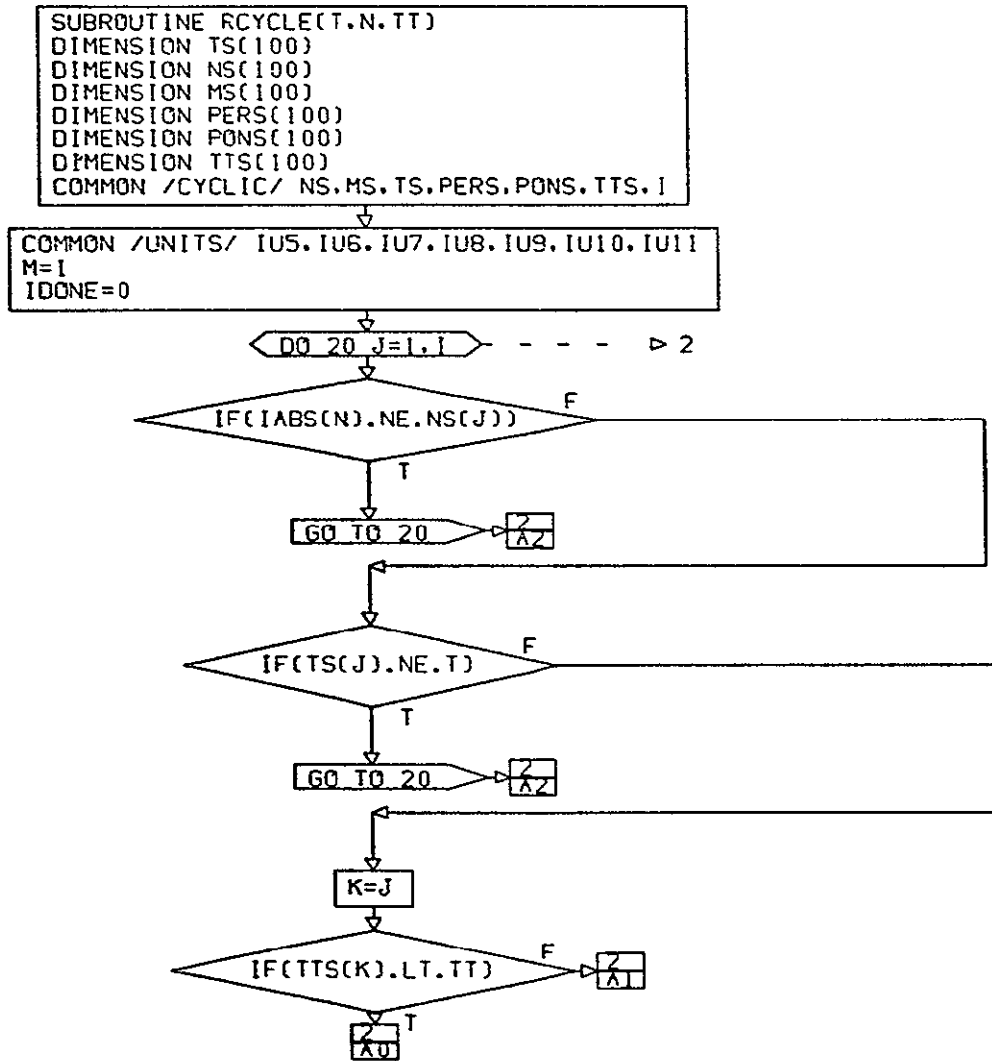 SUBROUTINE RCYCLE(T.N.TT)
DIMENSION TS(100)
DIMENSION NS(100)
DIMENSION MS(100)
DIMENSION PERS(100)
DIMENSION PONS(100)
DIMENSION TTS(100)
COMMON /CYCLIC/ NS.MS.TS.PERS.PONS.TTS.I
COMMON /UNITS/ IU5.IU6.IU7.IU8.IU9.IU10.IU11
M=I
IDONE=0
DO 20 J=1.I
2
IF(IABS(N).NE.NS(J))
F
T
GO TO 20
2
A2
IF(TS(J).NE.T)
F
T
GO TO 20
2
A2
K=J
IF(TTS(K).LT.TT)
F
2
A1
T
2
A0